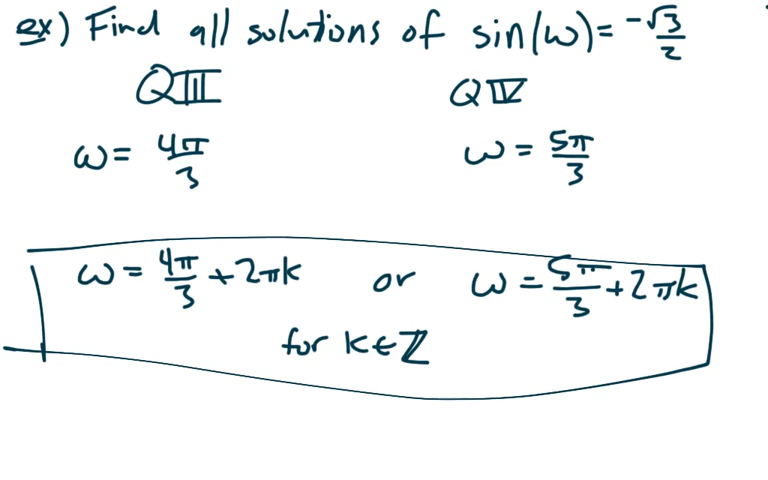 ex) Find all solutions of sin(ω)= -√3/2
QIII QIV
ω= 4π/3 ω = 5π/3
ω = 4π/3 + 2πk or ω = 5π/3 + 2πk
for k∈ℤ